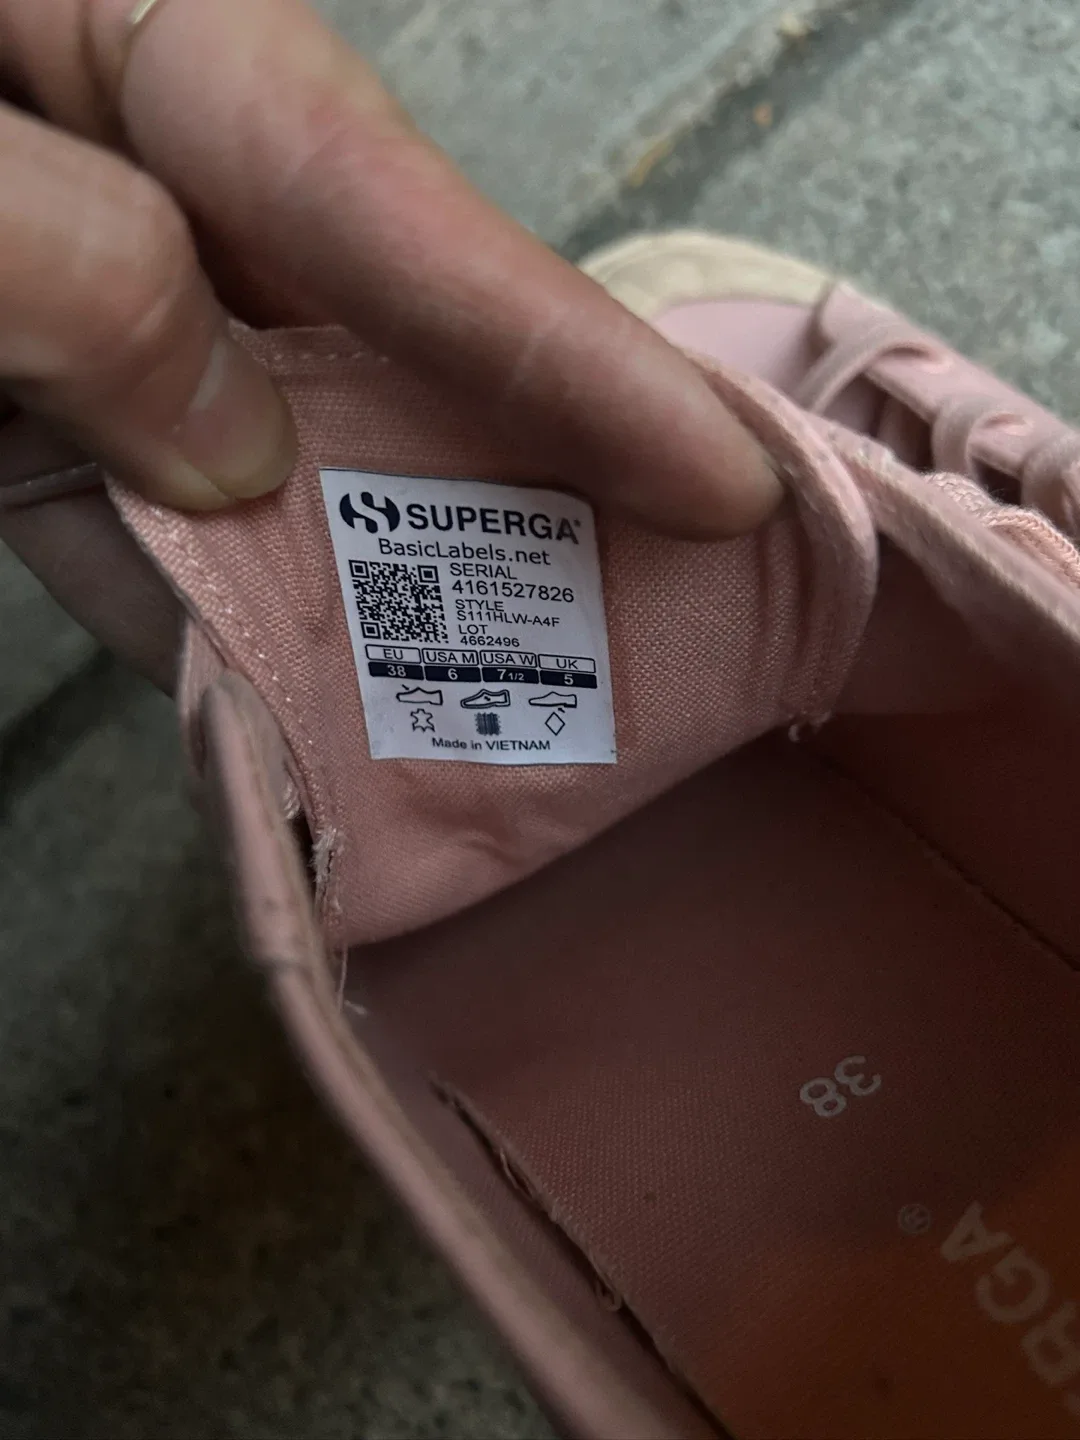 SUPERGA®
BasicLabels.net
SERIAL
4161527826
STYLE
S111HLW-A4F
LOT
4662496
EU USA M USA W UK
38 6 7 1/2 5
Made in VIETNAM
38
ERGA®